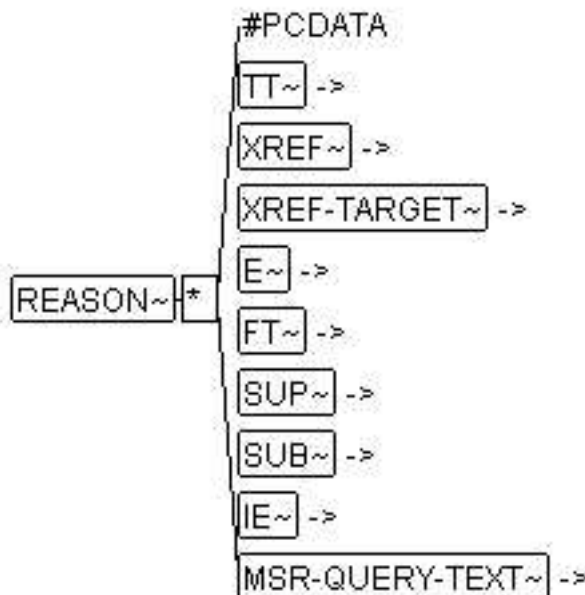 #PCDATA
TT~ ->
XREF~ ->
XREF-TARGET~ ->
E~ ->
REASON~ *
FT~ ->
SUP~ ->
SUB~ ->
IE~ ->
MSR-QUERY-TEXT~ ->